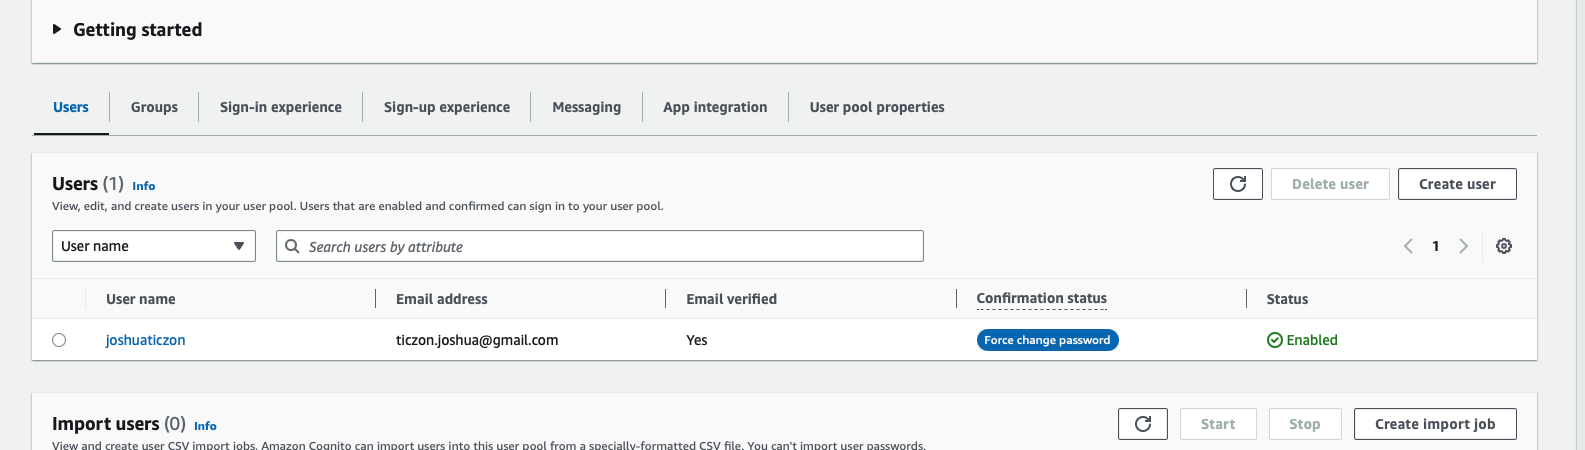 Getting started
Users Groups Sign-in experience Sign-up experience Messaging App integration User pool properties
Users (1) Info
Delete user Create user
View, edit, and create users in your user pool. Users that are enabled and confirmed can sign in to your user pool.
User name Search users by attribute 1
User name Email address Email verified Confirmation status Status
joshuaticzon ticzon.joshua@gmail.com Yes Force change password Enabled
Import users (0) Info
Start Stop Create import job
View and create user CSV import jobs. Amazon Cognito can import users into this user pool from a specially-formatted CSV file. You can't import user passwords.